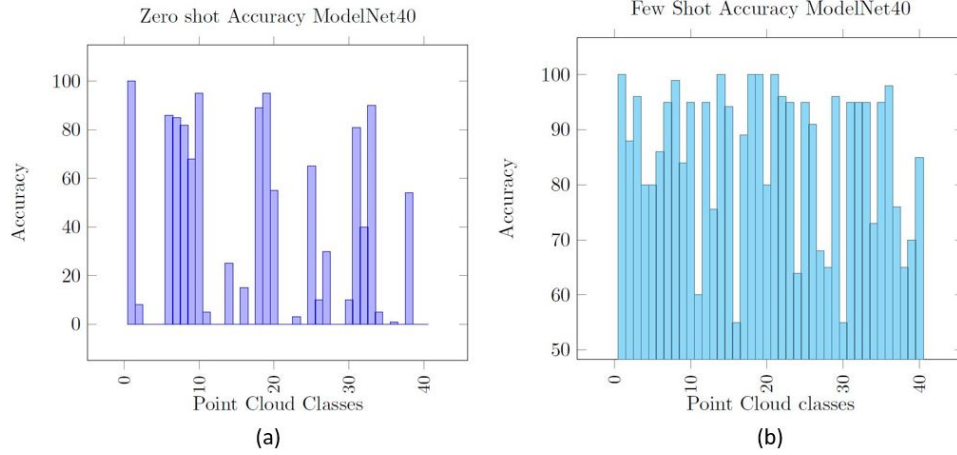 Zero shot Accuracy ModelNet40
100
80
60
40
20
0
Accuracy
0 10 20 30 40
Point Cloud Classes
(a)
Few Shot Accuracy ModelNet40
100
90
80
70
60
50
Accuracy
0 10 20 30 40
Point Cloud classes
(b)